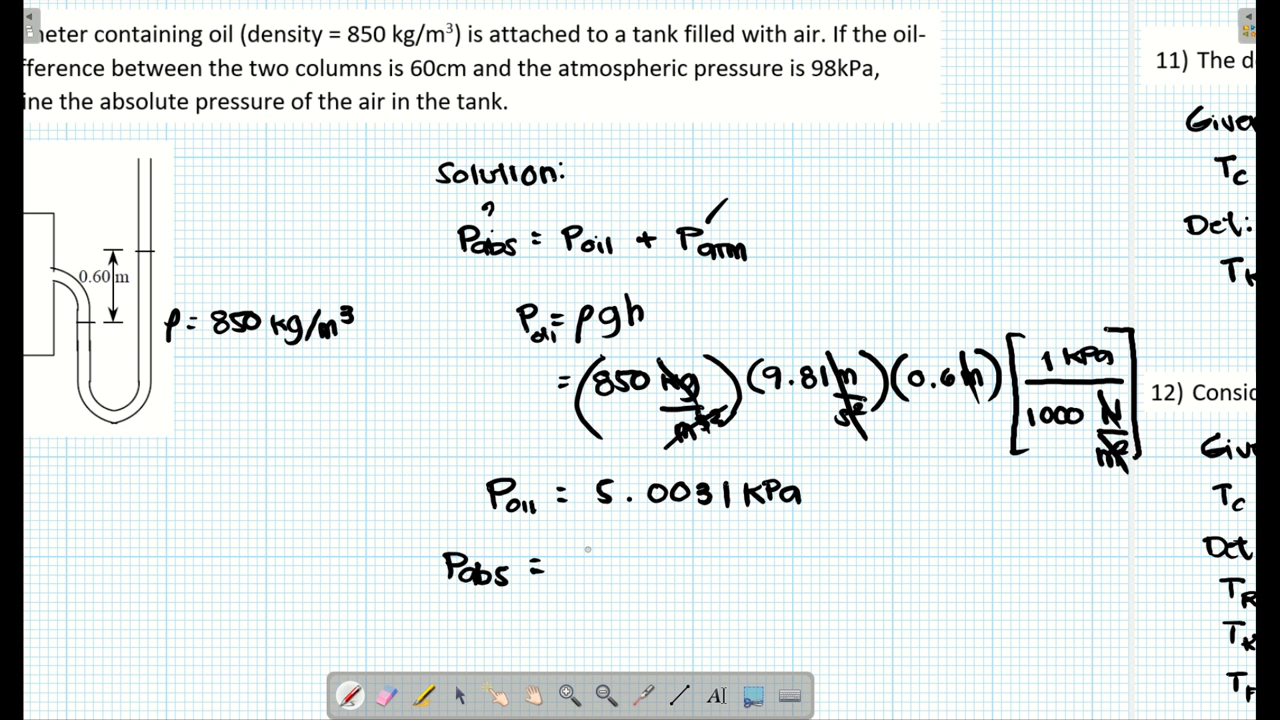 meter containing oil (density = 850 kg/m³) is attached to a tank filled with air. If the oil-
fference between the two columns is 60cm and the atmospheric pressure is 98kPa,
ine the absolute pressure of the air in the tank.
0.60 m
ρ = 850 kg/m³
Solution:
?
Pabs = Poil + Patm ✓
Poil = ρgh
= (850 kg/m³) (9.81 m/s²) (0.6 m) [1 kPa / 1000 N/m²]
Poil = 5.0031 kPa
Pabs =
11) The d
Given
Tc
Det:
TK
12) Consid
Give
Tc
Det
TR
TK
TF
AI